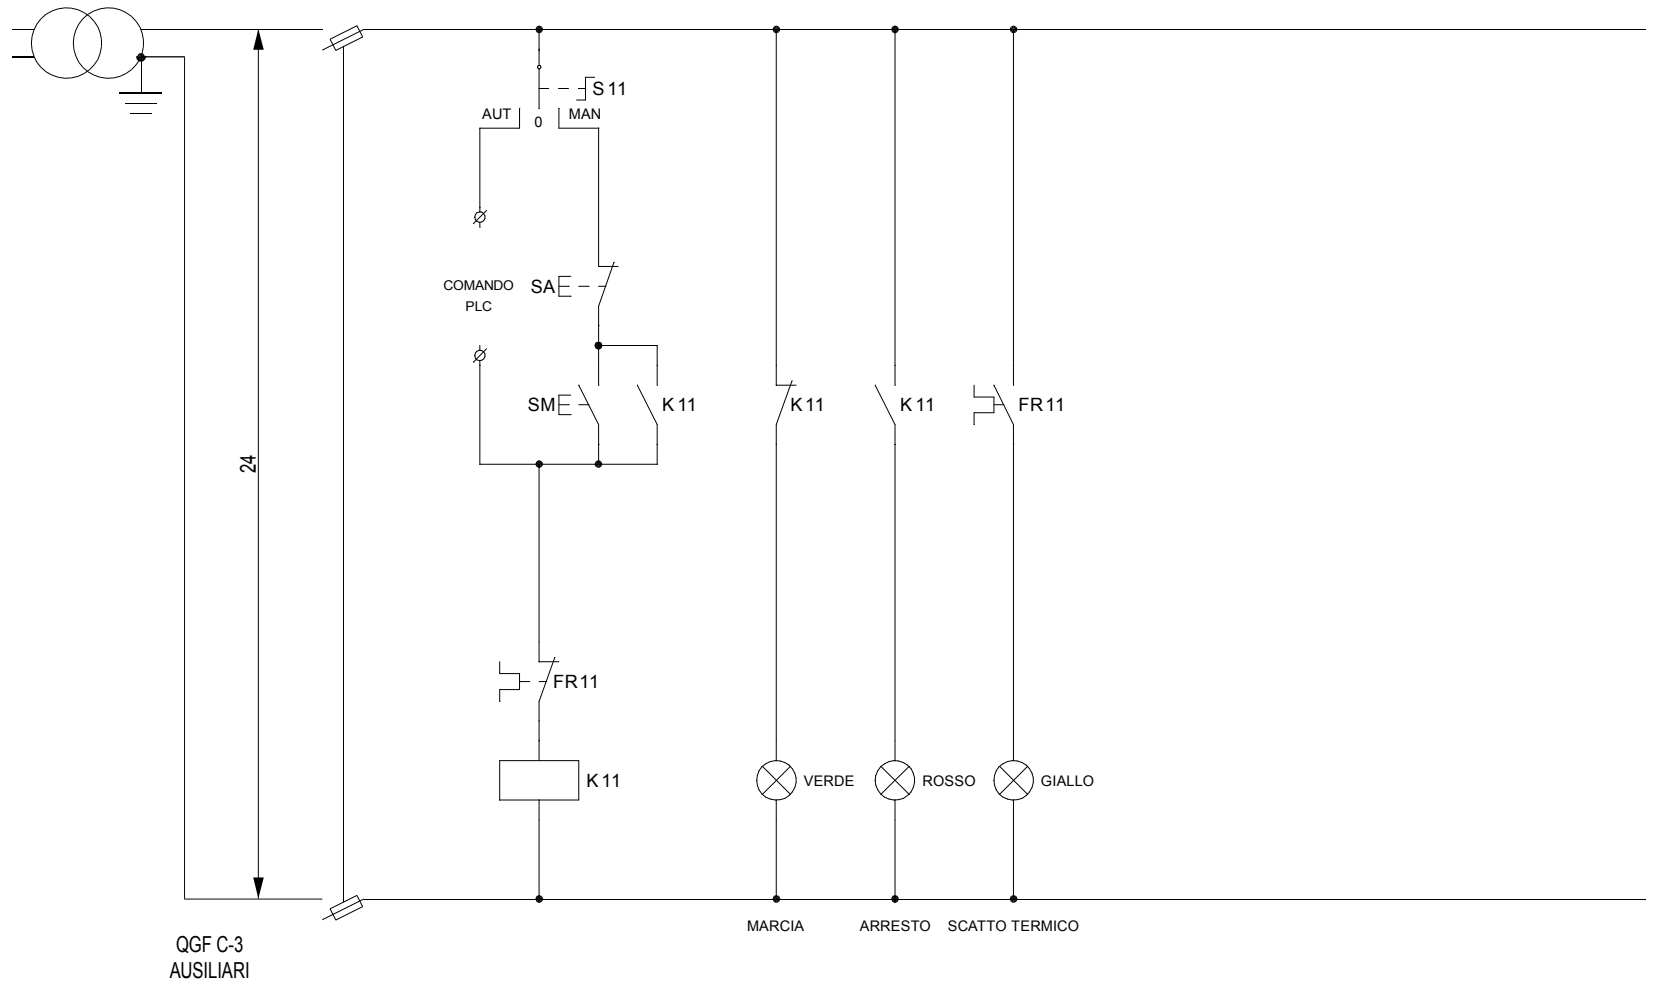 S 11
AUT
0
MAN
COMANDO
PLC
SA
SM
K 11
K 11
K 11
FR 11
24
FR 11
K 11
VERDE
ROSSO
GIALLO
MARCIA
ARRESTO
SCATTO TERMICO
QGF C-3
AUSILIARI